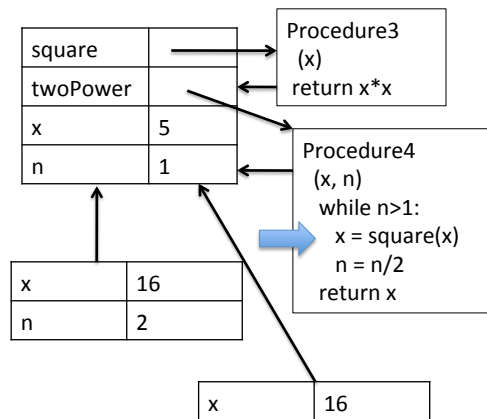 square
twoPower
x 5
n 1
Procedure3
(x)
return x*x
Procedure4
(x, n)
while n>1:
x = square(x)
n = n/2
return x
x 16
n 2
x 16